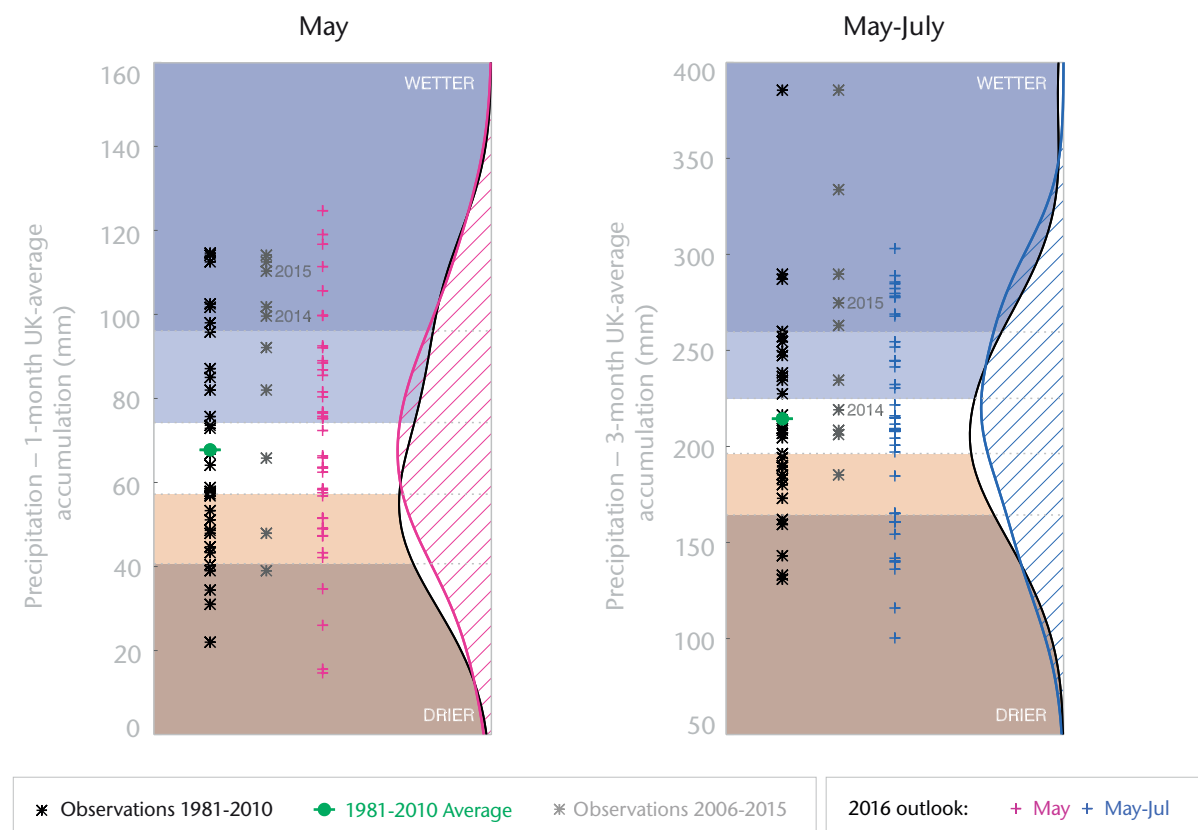 May
May-July
Precipitation – 1-month UK-average
accumulation (mm)
160
140
120
100
80
60
40
20
0
WETTER
2015
2014
DRIER
Precipitation – 3-month UK-average
accumulation (mm)
400
350
300
250
200
150
100
50
WETTER
2015
2014
DRIER
Observations 1981-2010
1981-2010 Average
Observations 2006-2015
2016 outlook:
May
May-Jul